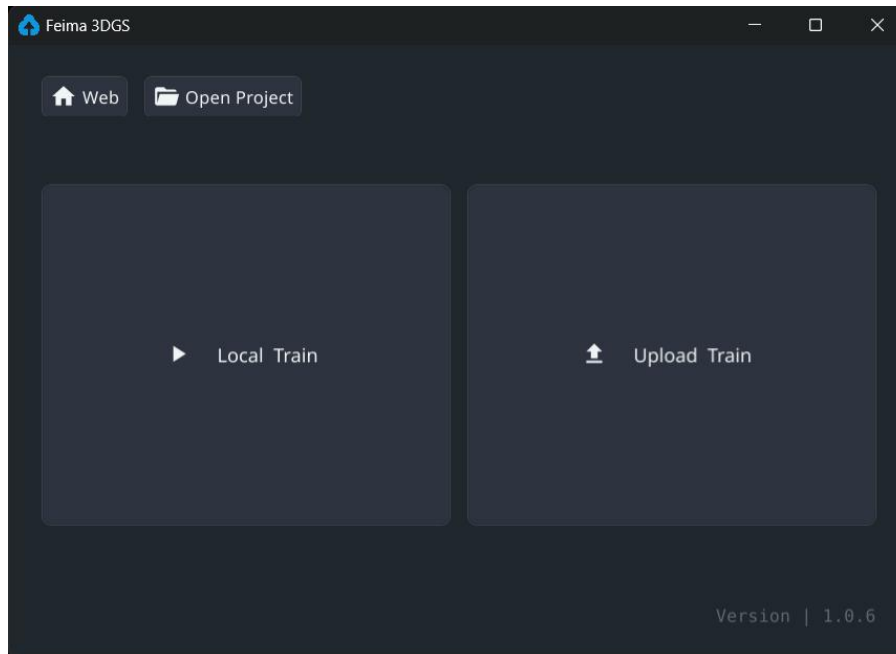 Feima 3DGS
Web
Open Project
Local Train
Upload Train
Version | 1.0.6